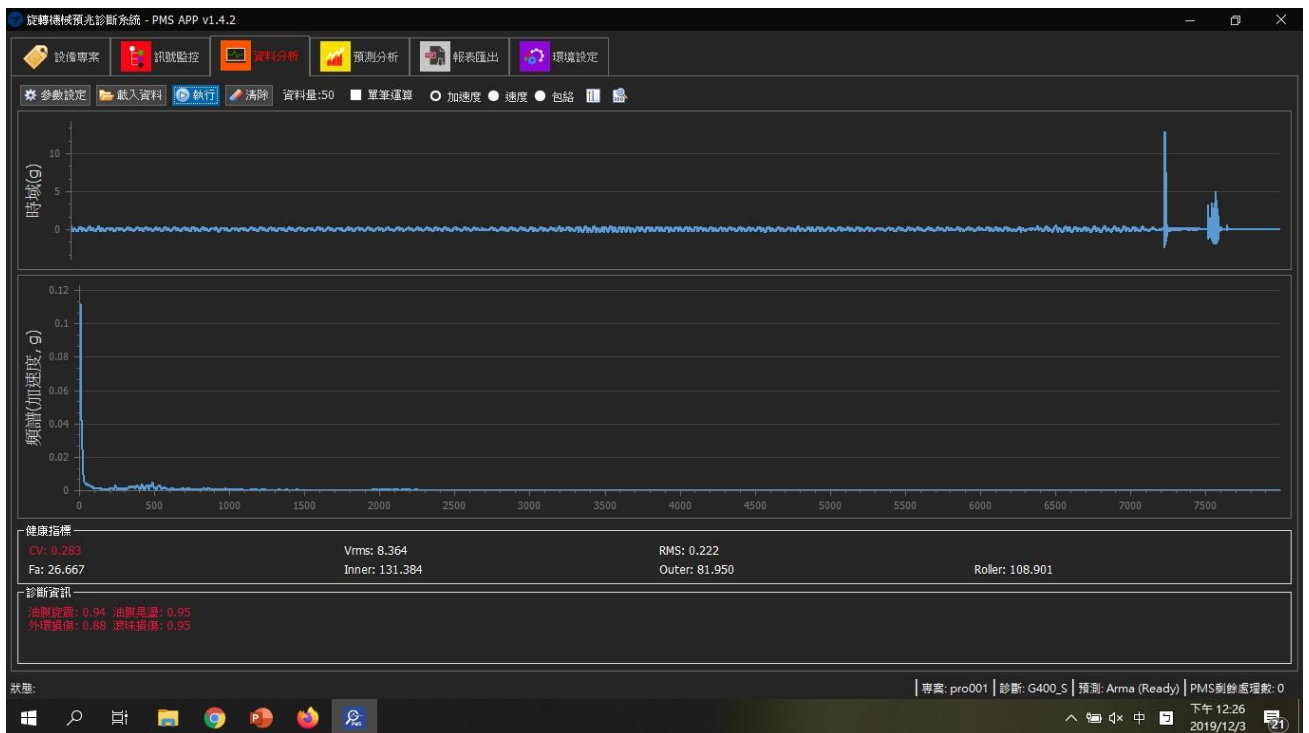 旋轉機械預兆診斷系統 - PMS APP v1.4.2
設備專案 訊號監控 資料分析 預測分析 報表匯出 環境設定
參數設定 載入資料 執行 清除 資料量:50 單筆運算 加速度 速度 包絡
時域(g)
10
5
0
頻譜(加速度, g)
0.12
0.1
0.08
0.06
0.04
0.02
0
0 500 1000 1500 2000 2500 3000 3500 4000 4500 5000 5500 6000 6500 7000 7500
健康指標
CV: 0.283 Vrms: 8.364 RMS: 0.222
Fa: 26.667 Inner: 131.384 Outer: 81.950 Roller: 108.901
診斷資訊
油膜旋震: 0.94 油膜晃盪: 0.95
外環損傷: 0.88 滾珠損傷: 0.95
狀態: 專案: pro001 診斷: G400_S 預測: Arma (Ready) PMS剩餘處理數: 0
中 下午 12:26
2019/12/3 21